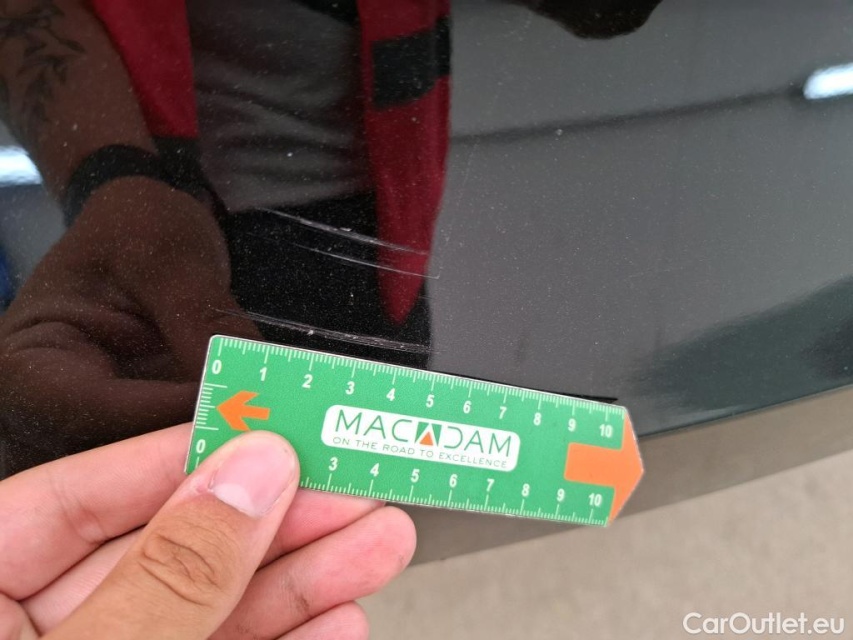 0 1 2 3 4 5 6 7 8 9 10
MACADAM
ON THE ROAD TO EXCELLENCE
0 3 4 5 6 7 8 9 10
CarOutlet.eu